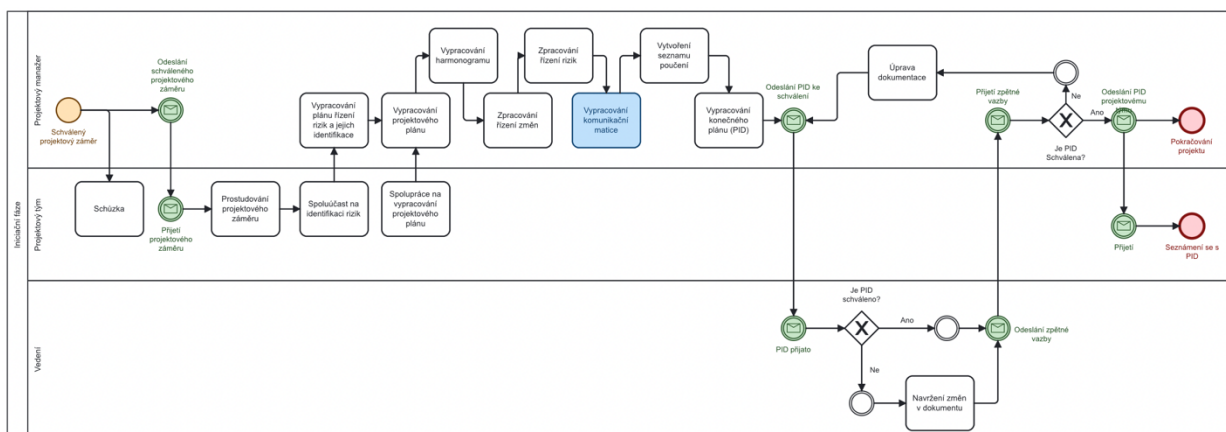 Iniciační fáze
Projektový manažer
Schválený
projektový záměr
Odeslání
schváleného
projektového
záměru
Vypracování
plánu řízení
rizik a jejich
identifikace
Vypracování
projektového
plánu
Vypracování
harmonogramu
Zpracování
řízení změn
Zpracování
řízení rizik
Vypracování
komunikační
matice
Vytvoření
seznamu
poučení
Vypracování
konečného
plánu (PID)
Odeslání PID ke
schválení
Úprava
dokumentace
Přijetí zpětné
vazby
Ne
Ano
Je PID
Schválena?
Odeslání PID
projektovému
týmu
Pokračování
projektu
Projektový tým
Schůzka
Přijetí
projektového
záměru
Prostudování
projektového
záměru
Spoluúčast na
identifikaci rizik
Spolupráce na
vypracování
projektového
plánu
Přijetí
Seznámení se s
PID
Vedení
PID přijato
Je PID
schváleno?
Ano
Ne
Navržení změn
v dokumentu
Odeslání zpětné
vazby